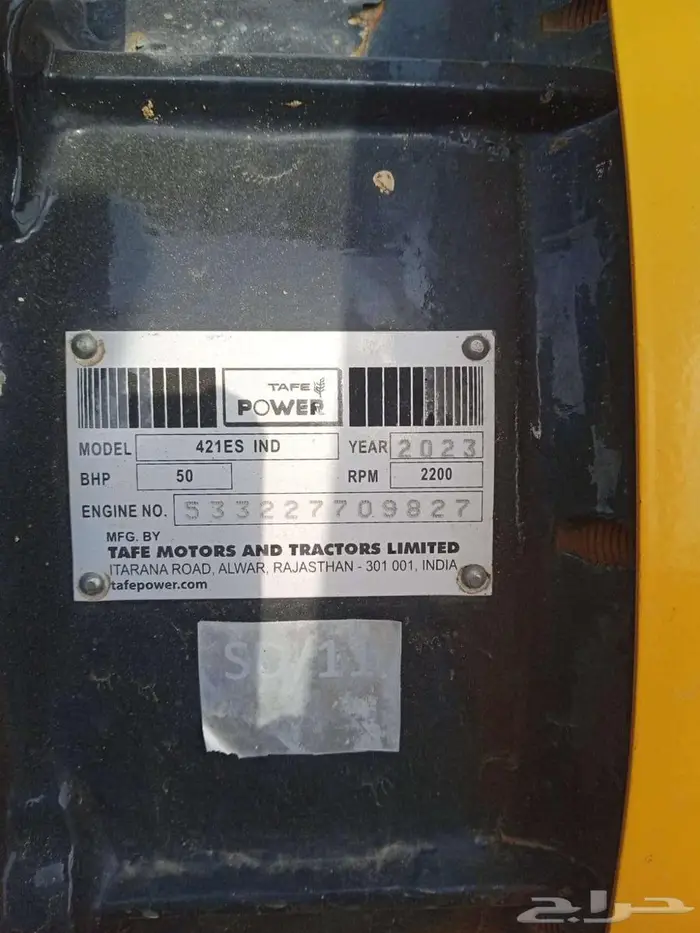 TAFE
POWER
MODEL 421ES IND YEAR 2023
BHP 50 RPM 2200
ENGINE NO. S33227709827
MFG. BY
TAFE MOTORS AND TRACTORS LIMITED
ITARANA ROAD, ALWAR, RAJASTHAN - 301 001, INDIA
tafepower.com
حراج